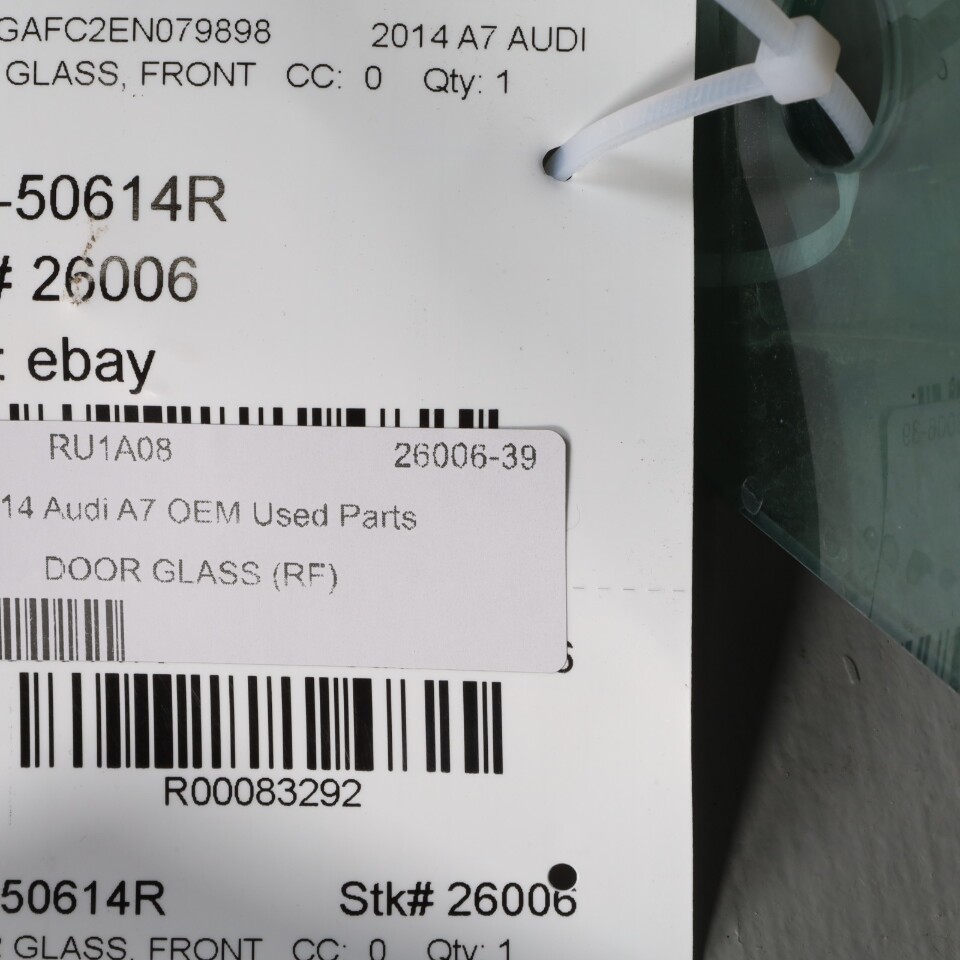 GAFC2EN079898 2014 A7 AUDI
GLASS, FRONT CC: 0 Qty: 1
-50614R
# 26006
: ebay
RU1A08 26006-39
14 Audi A7 OEM Used Parts
DOOR GLASS (RF)
R00083292
50614R Stk# 26006
R GLASS, FRONT CC: 0 Qty: 1